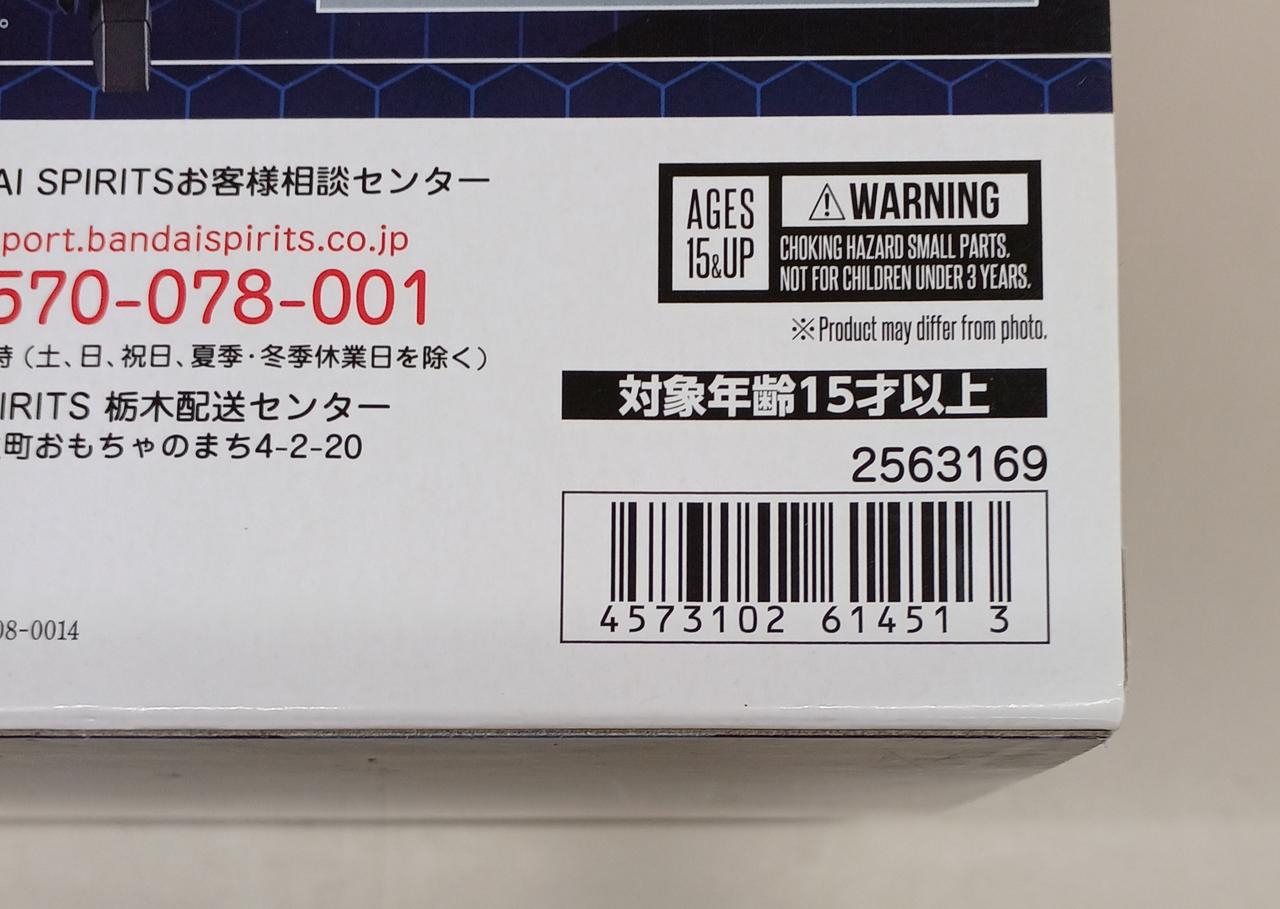 。
AI SPIRITSお客様相談センター
port.bandaispirits.co.jp
570-078-001
時（土、日、祝日、夏季・冬季休業日を除く）
IRITS 栃木配送センター
町おもちゃのまち4-2-20
08-0014
AGES
15&UP
⚠WARNING
CHOKING HAZARD SMALL PARTS.
NOT FOR CHILDREN UNDER 3 YEARS.
※Product may differ from photo.
対象年齢15才以上
2563169
4573102 61451 3